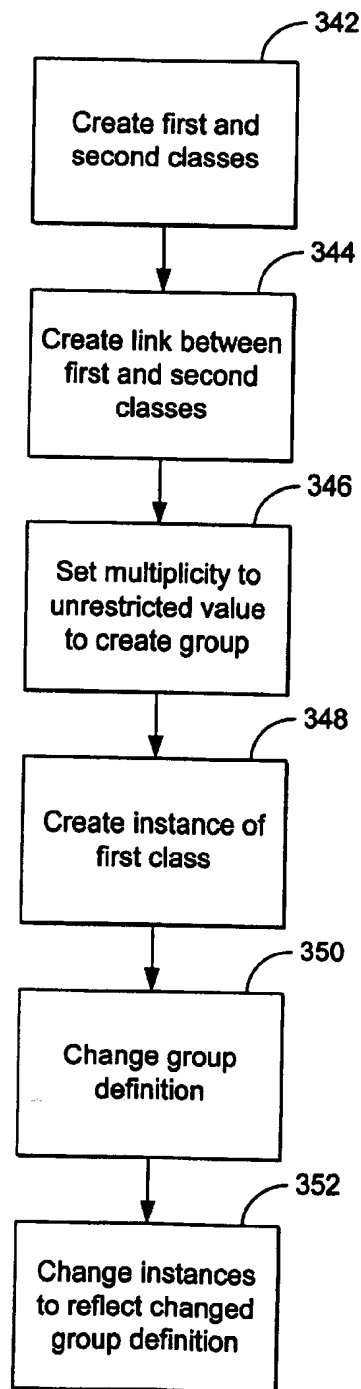 342
Create first and
second classes
344
Create link between
first and second
classes
346
Set multiplicity to
unrestricted value
to create group
348
Create instance of
first class
350
Change group
definition
352
Change instances
to reflect changed
group definition